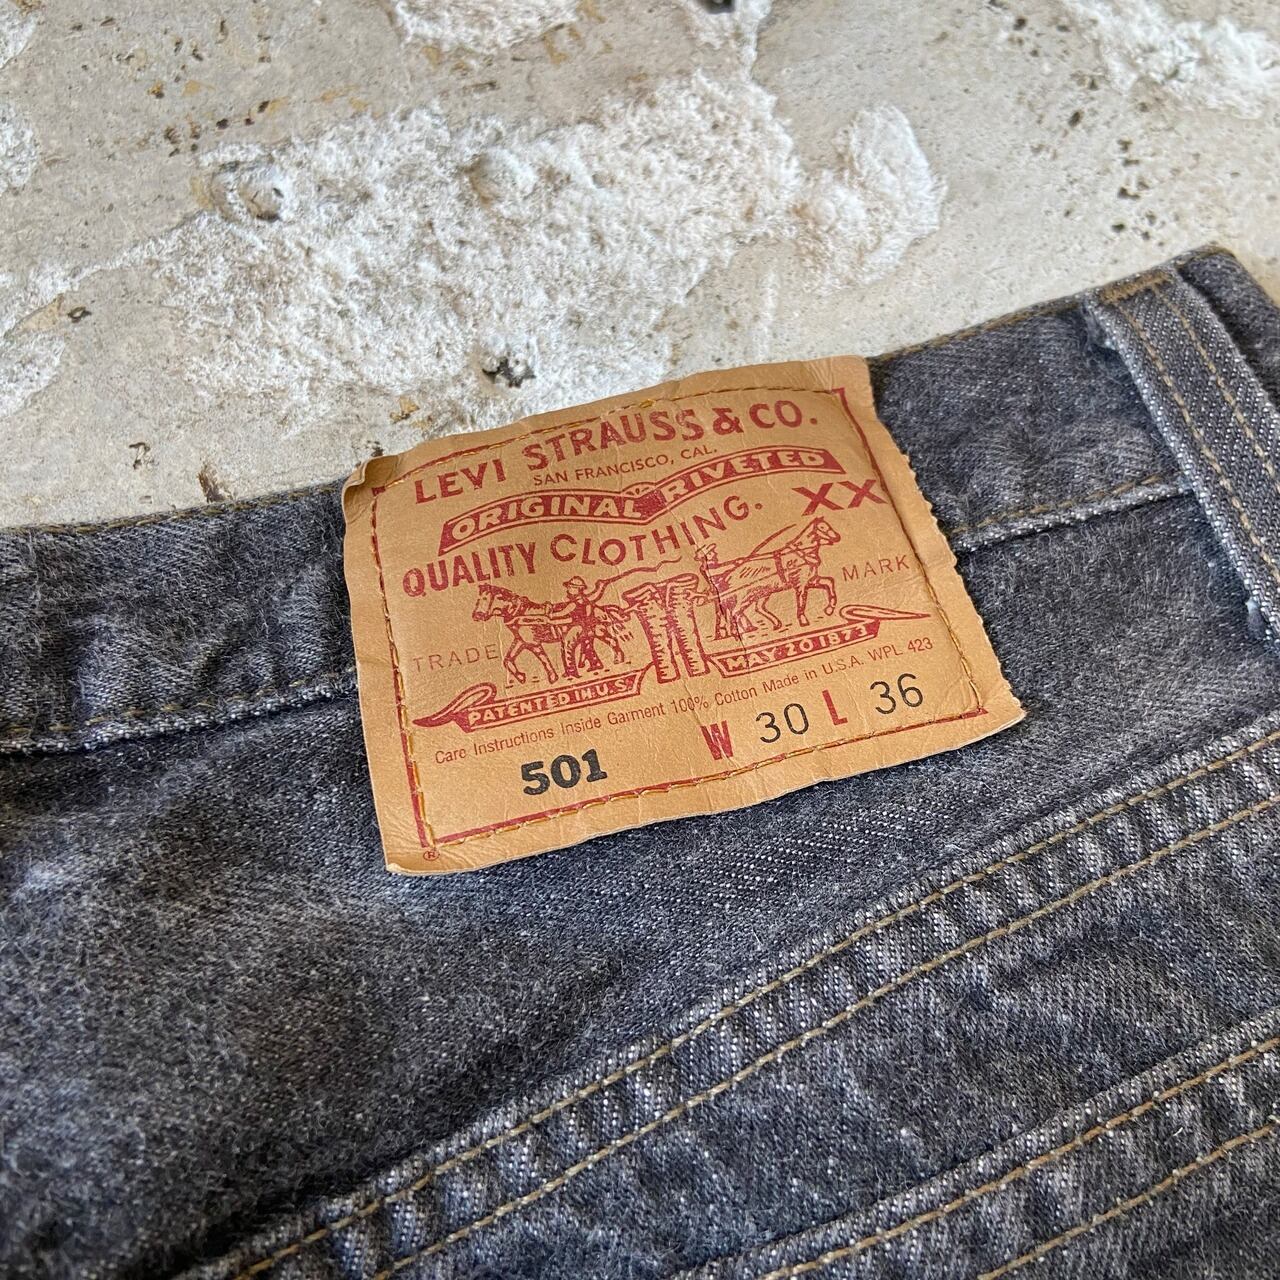 LEVI STRAUSS & CO.
SAN FRANCISCO, CAL.
ORIGINAL RIVETED
QUALITY CLOTHING. XX
TRADE MARK
PATENTED IN U.S. MAY 20 1873
Care Instructions Inside Garment 100% Cotton Made in U.S.A. WPL 423
501 W 30 L 36
®